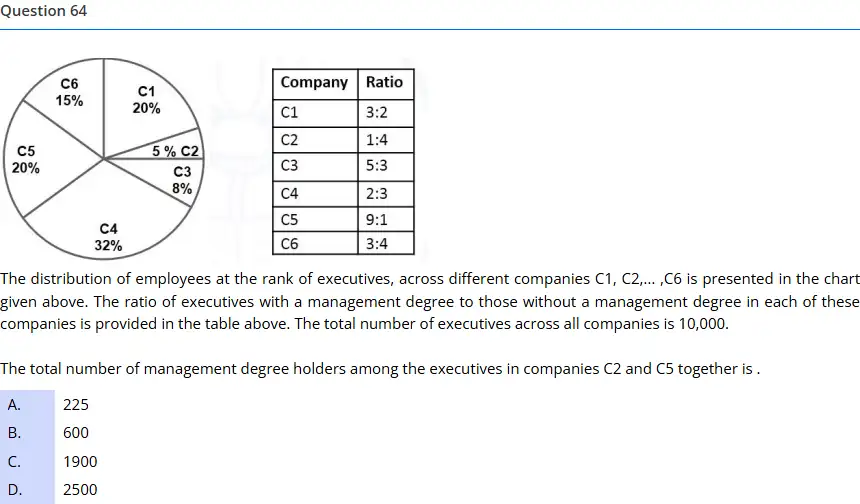 Question 64
C6
15%
C1
20%
5 % C2
C3
8%
C5
20%
C4
32%
Company Ratio
C1 3:2
C2 1:4
C3 5:3
C4 2:3
C5 9:1
C6 3:4
The distribution of employees at the rank of executives, across different companies C1, C2,... ,C6 is presented in the chart
given above. The ratio of executives with a management degree to those without a management degree in each of these
companies is provided in the table above. The total number of executives across all companies is 10,000.
The total number of management degree holders among the executives in companies C2 and C5 together is .
A. 225
B. 600
C. 1900
D. 2500